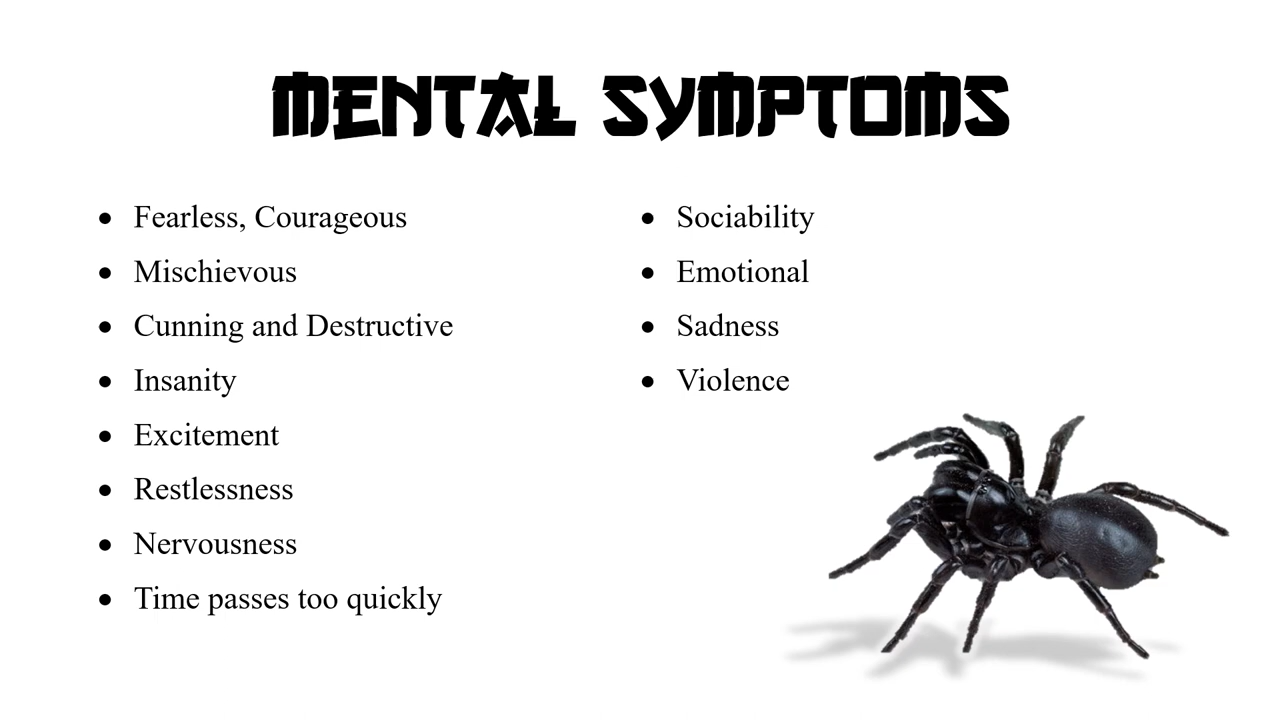 MENTAL SYMPTOMS
• Fearless, Courageous
• Mischievous
• Cunning and Destructive
• Insanity
• Excitement
• Restlessness
• Nervousness
• Time passes too quickly
• Sociability
• Emotional
• Sadness
• Violence